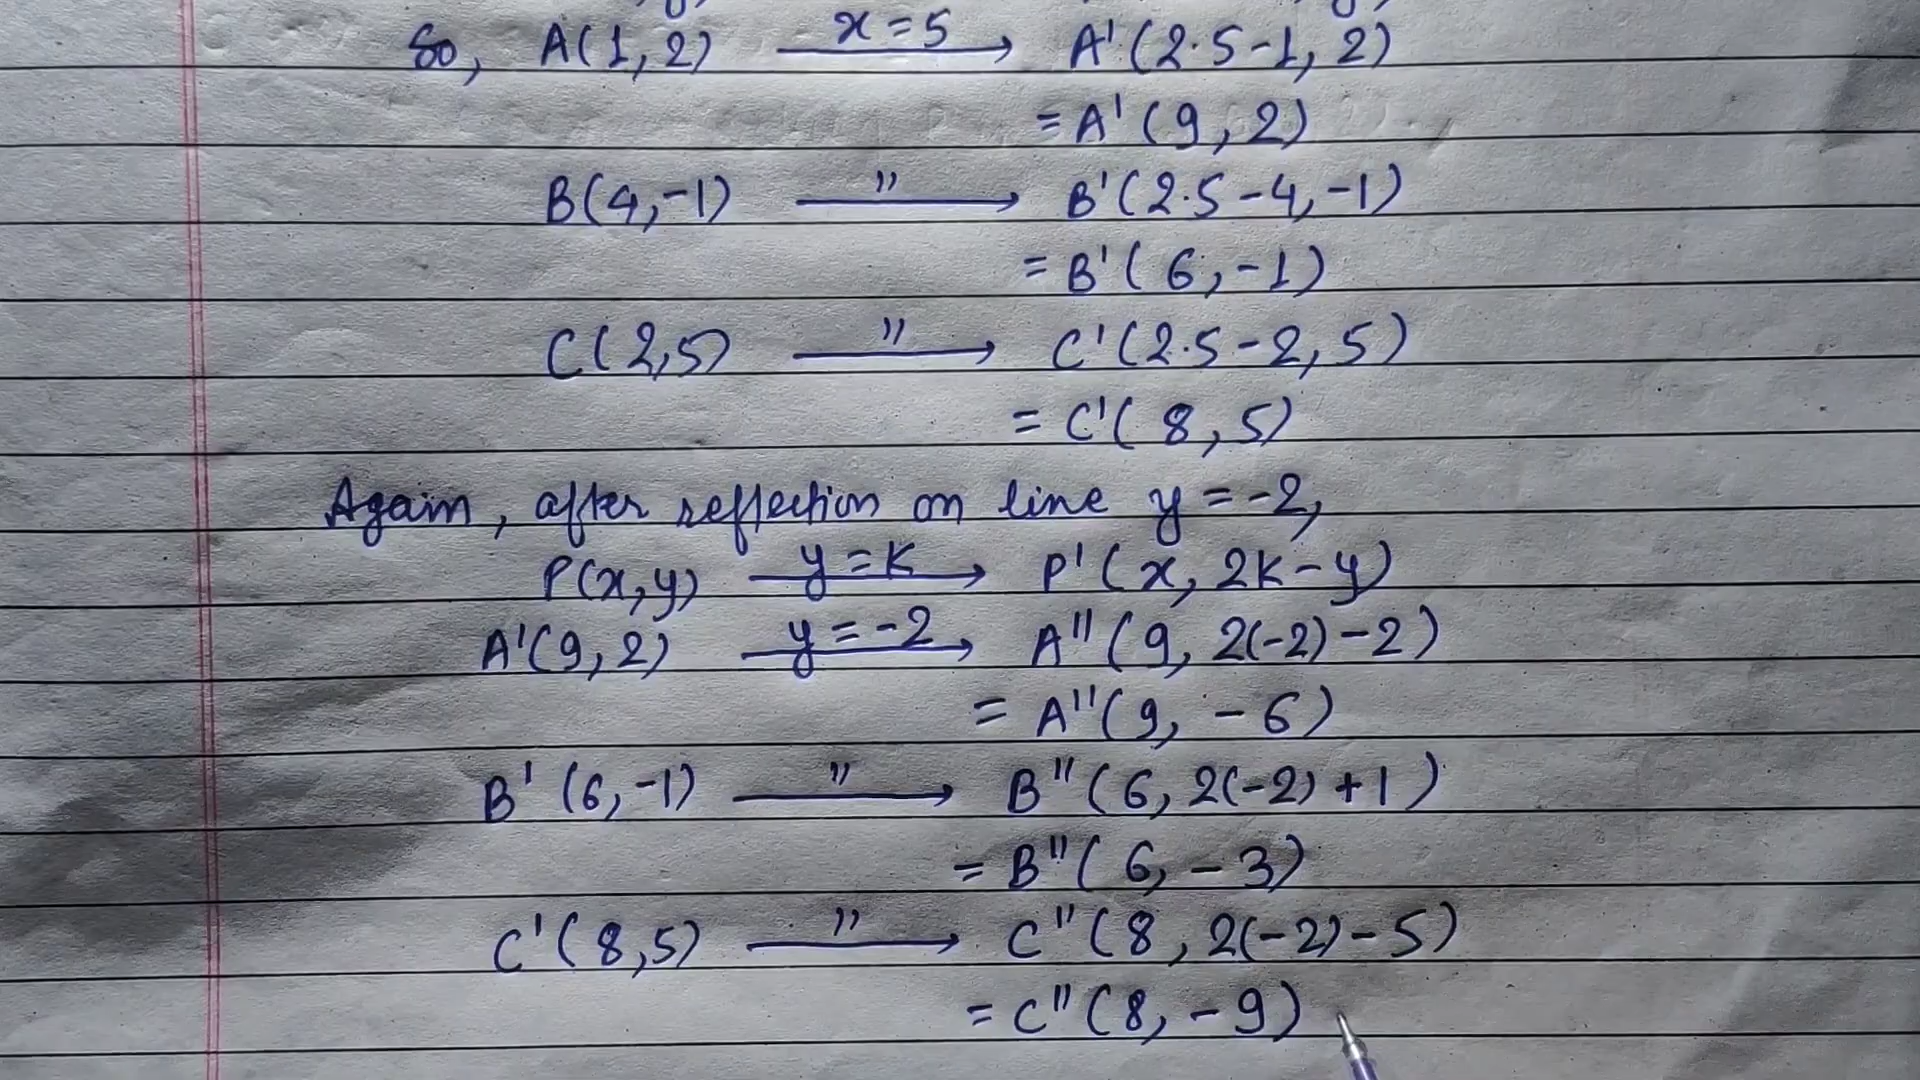 So, A(1,2) x=5⟶ A'(2·5-1, 2)
= A'(9,2)
B(4,-1) "⟶ B'(2·5-4,-1)
= B'(6,-1)
C(2,5) "⟶ C'(2·5-2, 5)
= C'(8,5)
Again, after reflection on line y=-2,
P(x,y) y=k⟶ P'(x, 2k-y)
A'(9,2) y=-2⟶ A''(9, 2(-2)-2)
= A''(9, -6)
B'(6,-1) "⟶ B''(6, 2(-2)+1)
= B''(6, -3)
C'(8,5) "⟶ C''(8, 2(-2)-5)
= C''(8, -9)